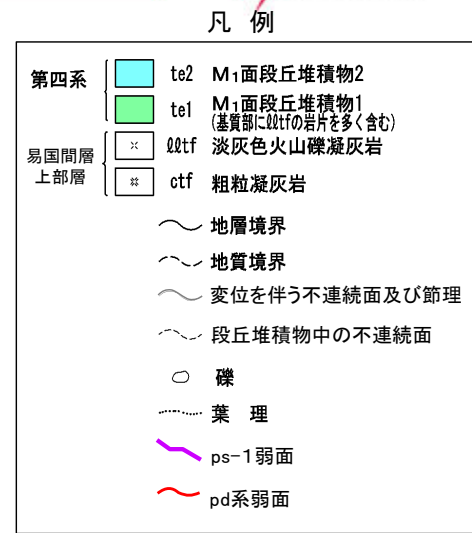 凡 例
第四系
te2 M1面段丘堆積物2
te1 M1面段丘堆積物1
(基質部にℓℓtfの岩片を多く含む)
易国間層
上部層
ℓℓtf 淡灰色火山礫凝灰岩
ctf 粗粒凝灰岩
地層境界
地質境界
変位を伴う不連続面及び節理
段丘堆積物中の不連続面
礫
葉 理
ps-1弱面
pd系弱面